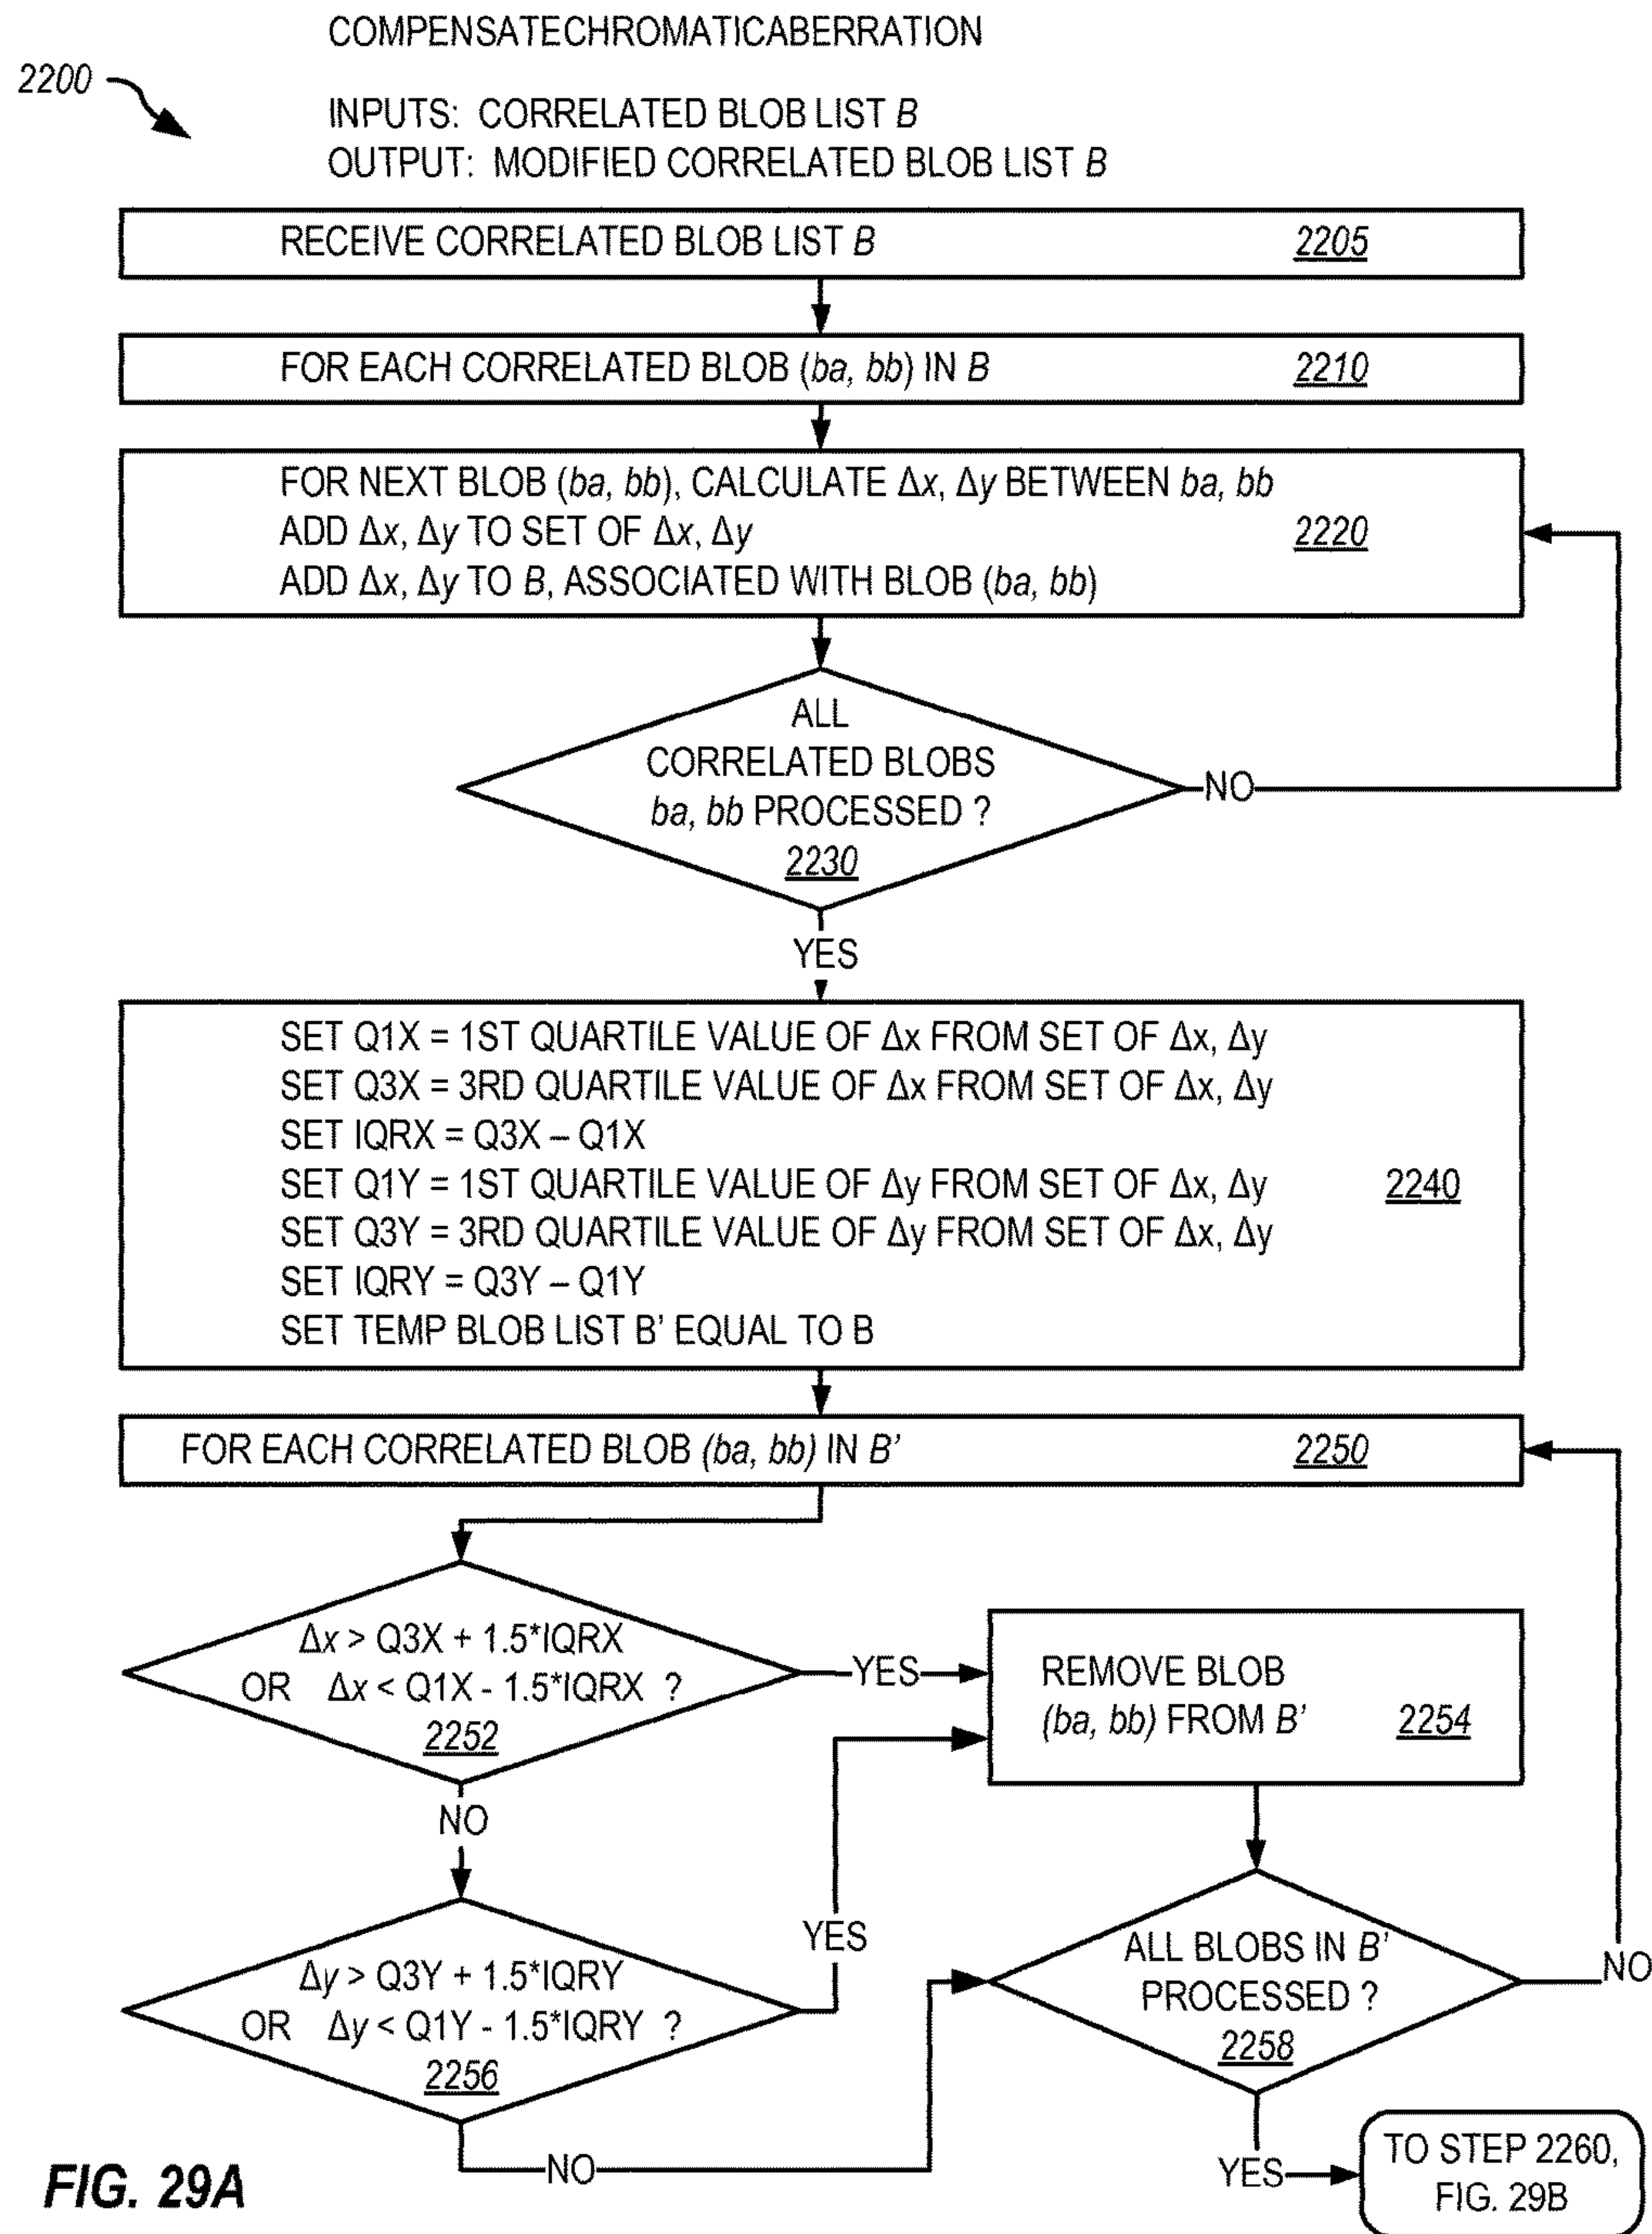 COMPENSATECHROMATICABERRATION
2200
INPUTS: CORRELATED BLOB LIST B
OUTPUT: MODIFIED CORRELATED BLOB LIST B
RECEIVE CORRELATED BLOB LIST B 2205
FOR EACH CORRELATED BLOB (ba, bb) IN B 2210
FOR NEXT BLOB (ba, bb), CALCULATE Δx, Δy BETWEEN ba, bb
ADD Δx, Δy TO SET OF Δx, Δy 2220
ADD Δx, Δy TO B, ASSOCIATED WITH BLOB (ba, bb)
ALL
CORRELATED BLOBS
ba, bb PROCESSED ?
2230
NO
YES
SET Q1X = 1ST QUARTILE VALUE OF Δx FROM SET OF Δx, Δy
SET Q3X = 3RD QUARTILE VALUE OF Δx FROM SET OF Δx, Δy
SET IQRX = Q3X – Q1X
SET Q1Y = 1ST QUARTILE VALUE OF Δy FROM SET OF Δx, Δy 2240
SET Q3Y = 3RD QUARTILE VALUE OF Δy FROM SET OF Δx, Δy
SET IQRY = Q3Y – Q1Y
SET TEMP BLOB LIST B' EQUAL TO B
FOR EACH CORRELATED BLOB (ba, bb) IN B' 2250
Δx > Q3X + 1.5*IQRX
OR Δx < Q1X - 1.5*IQRX ?
2252
YES
REMOVE BLOB
(ba, bb) FROM B' 2254
NO
YES
Δy > Q3Y + 1.5*IQRY
OR Δy < Q1Y - 1.5*IQRY ?
2256
ALL BLOBS IN B'
PROCESSED ?
2258
NO
NO
YES
TO STEP 2260,
FIG. 29B
FIG. 29A